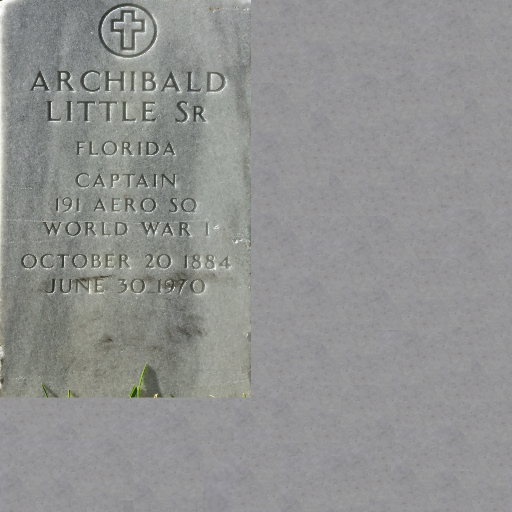 ARCHIBALD
LITTLE SR
FLORIDA
CAPTAIN
191 AERO SQ
WORLD WAR I
OCTOBER 20 1884
JUNE 30 1970